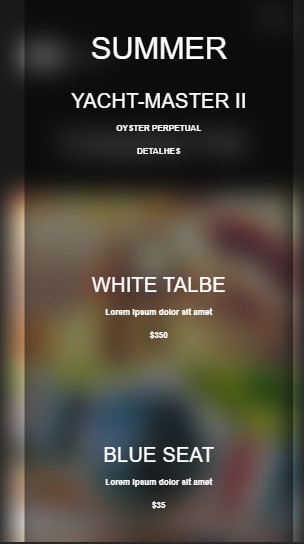 SUMMER
YACHT-MASTER II
OYSTER PERPETUAL
DETALHES
WHITE TALBE
Lorem ipsum dolor sit amet
$350
BLUE SEAT
Lorem ipsum dolor sit amet
$35